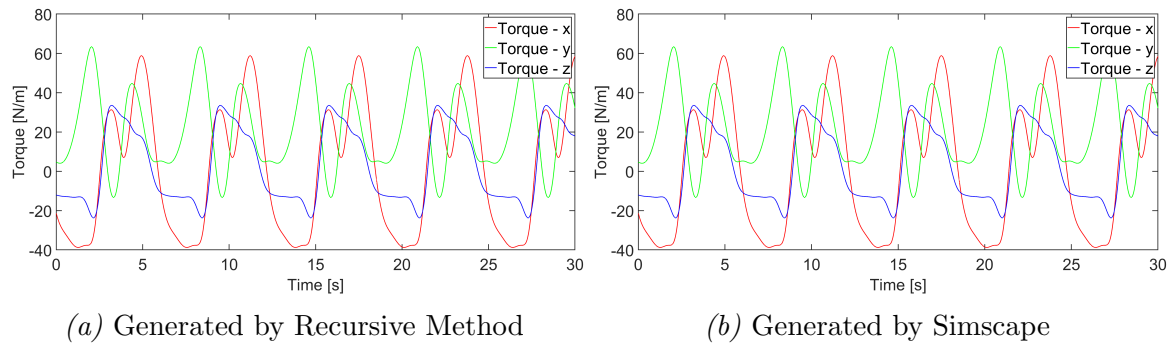 80
60
40
20
0
-20
-40
Torque [N/m]
0 5 10 15 20 25 30
Time [s]
Torque - x
Torque - y
Torque - z
(a) Generated by Recursive Method
80
60
40
20
0
-20
-40
Torque [N/m]
0 5 10 15 20 25 30
Time [s]
Torque - x
Torque - y
Torque - z
(b) Generated by Simscape